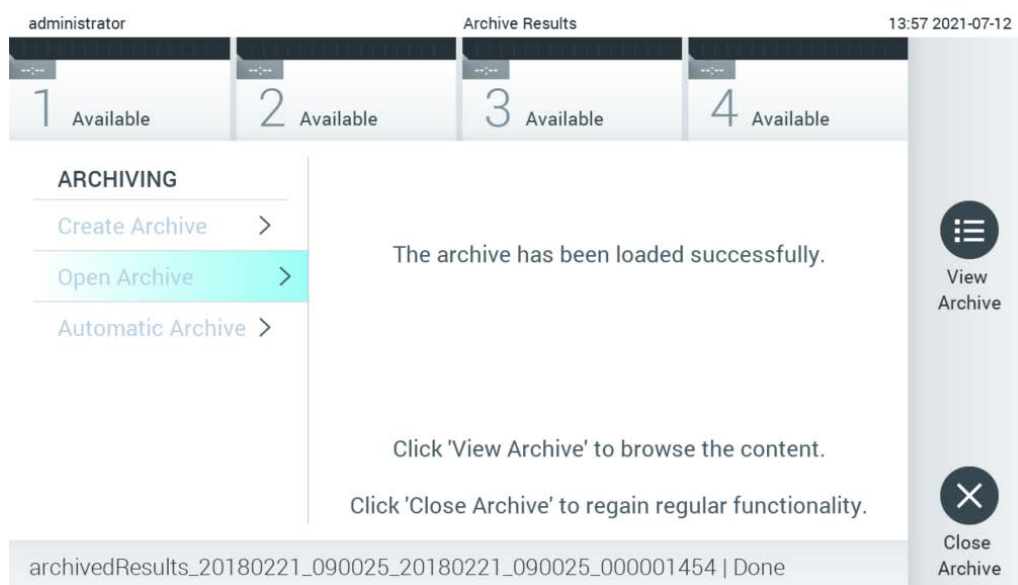 administrator Archive Results 13:57 2021-07-12
--:-- --:-- --:-- --:--
1 Available 2 Available 3 Available 4 Available
ARCHIVING
Create Archive >
Open Archive >
Automatic Archive >
The archive has been loaded successfully.
Click 'View Archive' to browse the content.
Click 'Close Archive' to regain regular functionality.
View
Archive
Close
Archive
archivedResults_20180221_090025_20180221_090025_000001454 | Done